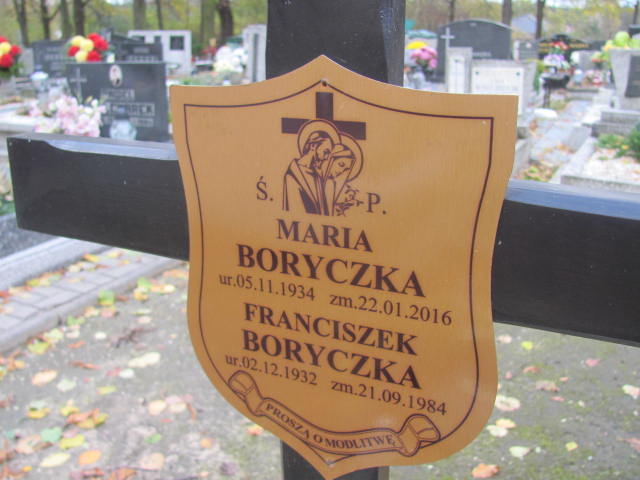 Ś. P.
MARIA
BORYCZKA
ur.05.11.1934 zm.22.01.2016
FRANCISZEK
BORYCZKA
ur.02.12.1932 zm.21.09.1984
PROSZĄ O MODLITWĘ